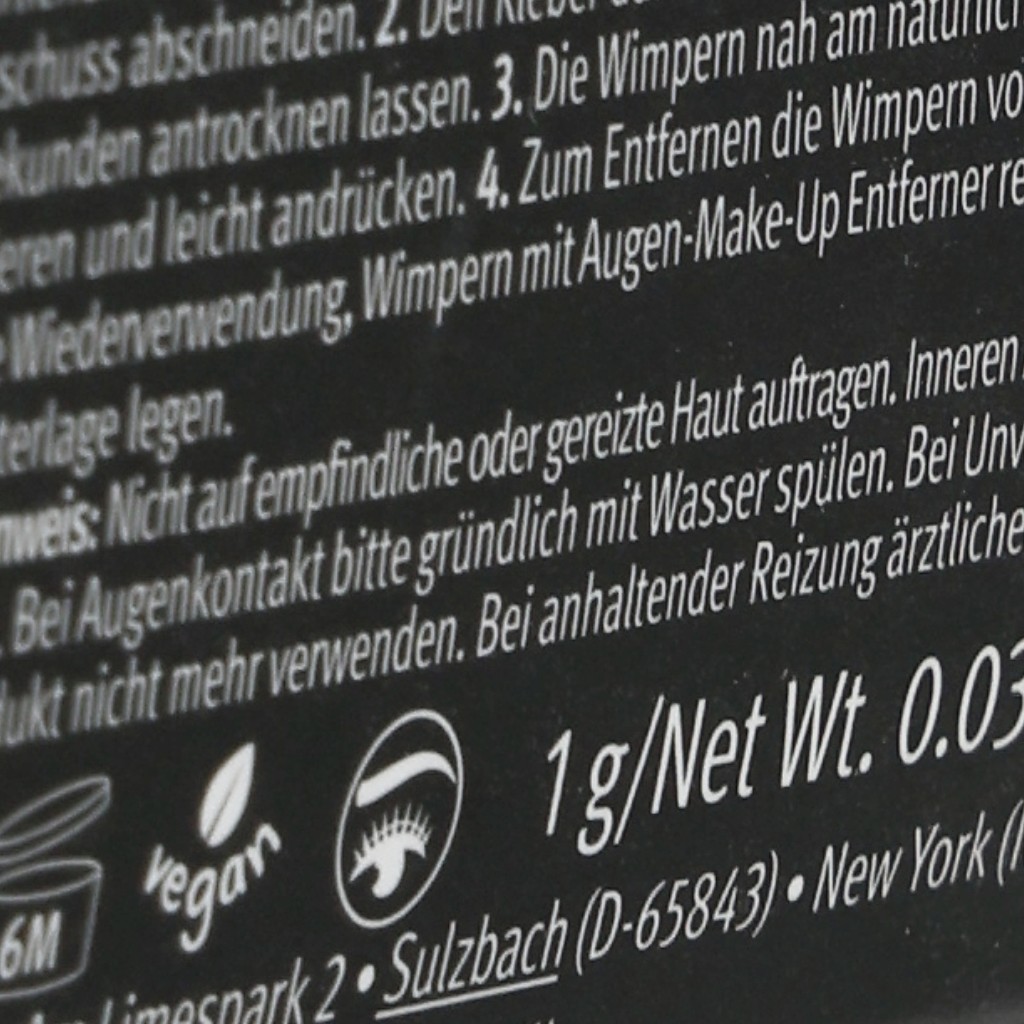 schuss abschneiden. 2. Den Kleber
kunden antrocknen lassen. 3. Die Wimpern nah am natürlich
eren und leicht andrücken. 4. Zum Entfernen die Wimpern vo
Wiederverwendung, Wimpern mit Augen-Make-Up Entferner re
terlage legen.
nweis: Nicht auf empfindliche oder gereizte Haut auftragen. Inneren
. Bei Augenkontakt bitte gründlich mit Wasser spülen. Bei Unv
dukt nicht mehr verwenden. Bei anhaltender Reizung ärztliche
1 g/Net Wt. 0.03
vegan
6M
Limespark 2 • Sulzbach (D-65843) • New York (